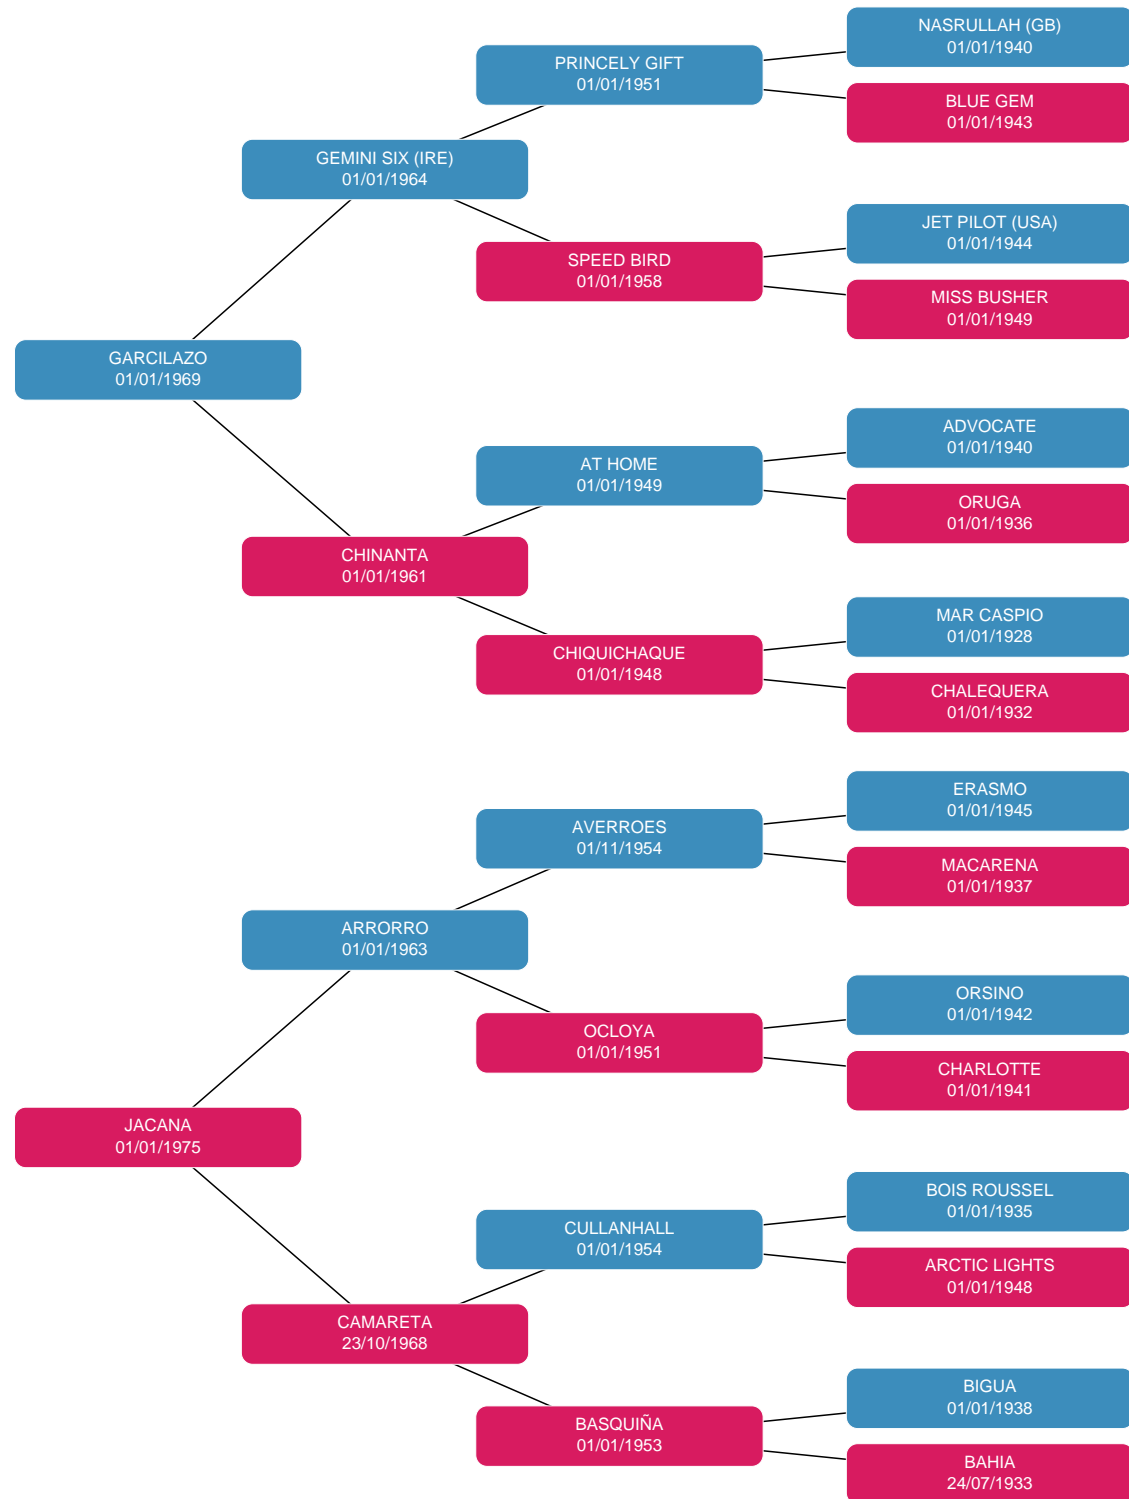 NASRULLAH (GB)
01/01/1940
PRINCELY GIFT
01/01/1951
BLUE GEM
01/01/1943
GEMINI SIX (IRE)
01/01/1964
JET PILOT (USA)
01/01/1944
SPEED BIRD
01/01/1958
MISS BUSHER
01/01/1949
GARCILAZO
01/01/1969
ADVOCATE
01/01/1940
AT HOME
01/01/1949
ORUGA
01/01/1936
CHINANTA
01/01/1961
MAR CASPIO
01/01/1928
CHIQUICHAQUE
01/01/1948
CHALEQUERA
01/01/1932
ERASMO
01/01/1945
AVERROES
01/11/1954
MACARENA
01/01/1937
ARRORRO
01/01/1963
ORSINO
01/01/1942
OCLOYA
01/01/1951
CHARLOTTE
01/01/1941
JACANA
01/01/1975
BOIS ROUSSEL
01/01/1935
CULLANHALL
01/01/1954
ARCTIC LIGHTS
01/01/1948
CAMARETA
23/10/1968
BIGUA
01/01/1938
BASQUIÑA
01/01/1953
BAHIA
24/07/1933